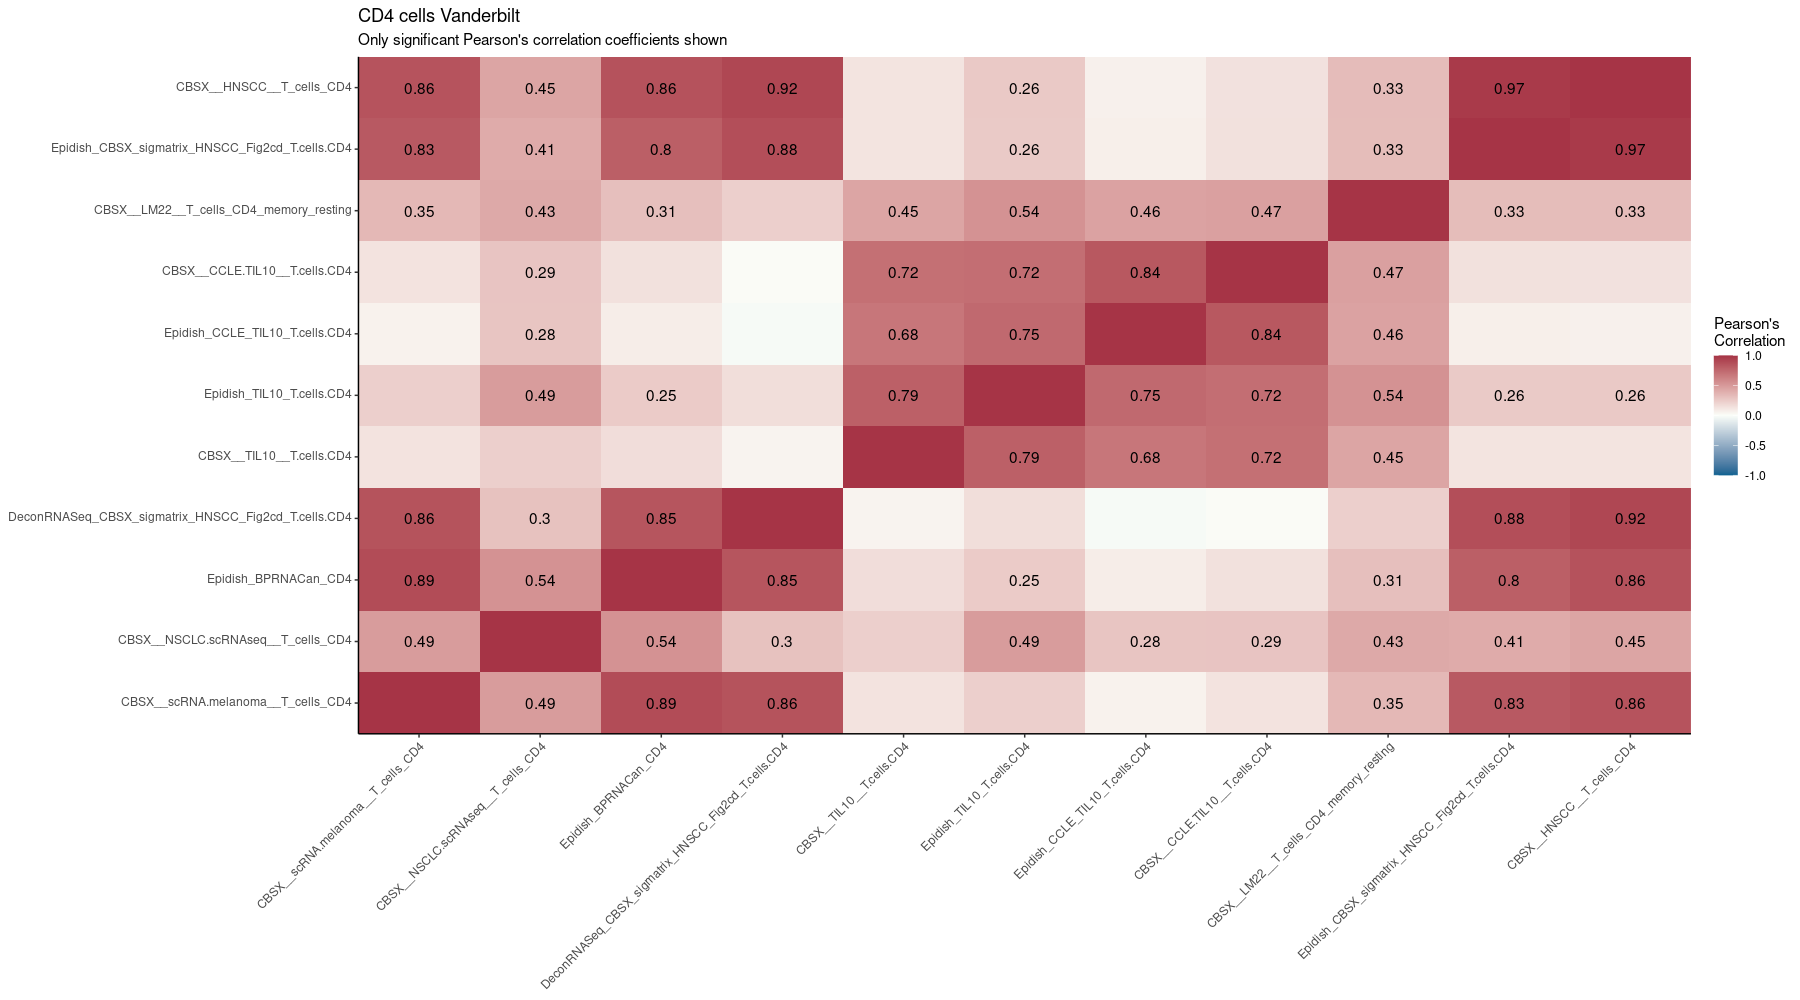 CD4 cells Vanderbilt
Only significant Pearson's correlation coefficients shown
CBSX__HNSCC__T_cells_CD4 0.86 0.45 0.86 0.92 0.26 0.33 0.97
Epidish_CBSX_sigmatrix_HNSCC_Fig2cd_T.cells.CD4 0.83 0.41 0.8 0.88 0.26 0.33 0.97
CBSX__LM22__T_cells_CD4_memory_resting 0.35 0.43 0.31 0.45 0.54 0.46 0.47 0.33 0.33
CBSX__CCLE.TIL10__T.cells.CD4 0.29 0.72 0.72 0.84 0.47
Epidish_CCLE_TIL10_T.cells.CD4 0.28 0.68 0.75 0.84 0.46
Epidish_TIL10_T.cells.CD4 0.49 0.25 0.79 0.75 0.72 0.54 0.26 0.26
CBSX__TIL10__T.cells.CD4 0.79 0.68 0.72 0.45
DeconRNASeq_CBSX_sigmatrix_HNSCC_Fig2cd_T.cells.CD4 0.86 0.3 0.85 0.88 0.92
Epidish_BPRNACan_CD4 0.89 0.54 0.85 0.25 0.31 0.8 0.86
CBSX__NSCLC.scRNAseq__T_cells_CD4 0.49 0.54 0.3 0.49 0.28 0.29 0.43 0.41 0.45
CBSX__scRNA.melanoma__T_cells_CD4 0.49 0.89 0.86 0.35 0.83 0.86
CBSX__scRNA.melanoma__T_cells_CD4
CBSX__NSCLC.scRNAseq__T_cells_CD4
Epidish_BPRNACan_CD4
DeconRNASeq_CBSX_sigmatrix_HNSCC_Fig2cd_T.cells.CD4
CBSX__TIL10__T.cells.CD4
Epidish_TIL10_T.cells.CD4
Epidish_CCLE_TIL10_T.cells.CD4
CBSX__CCLE.TIL10__T.cells.CD4
CBSX__LM22__T_cells_CD4_memory_resting
Epidish_CBSX_sigmatrix_HNSCC_Fig2cd_T.cells.CD4
CBSX__HNSCC__T_cells_CD4
Pearson's
Correlation
1.0
0.5
0.0
-0.5
-1.0